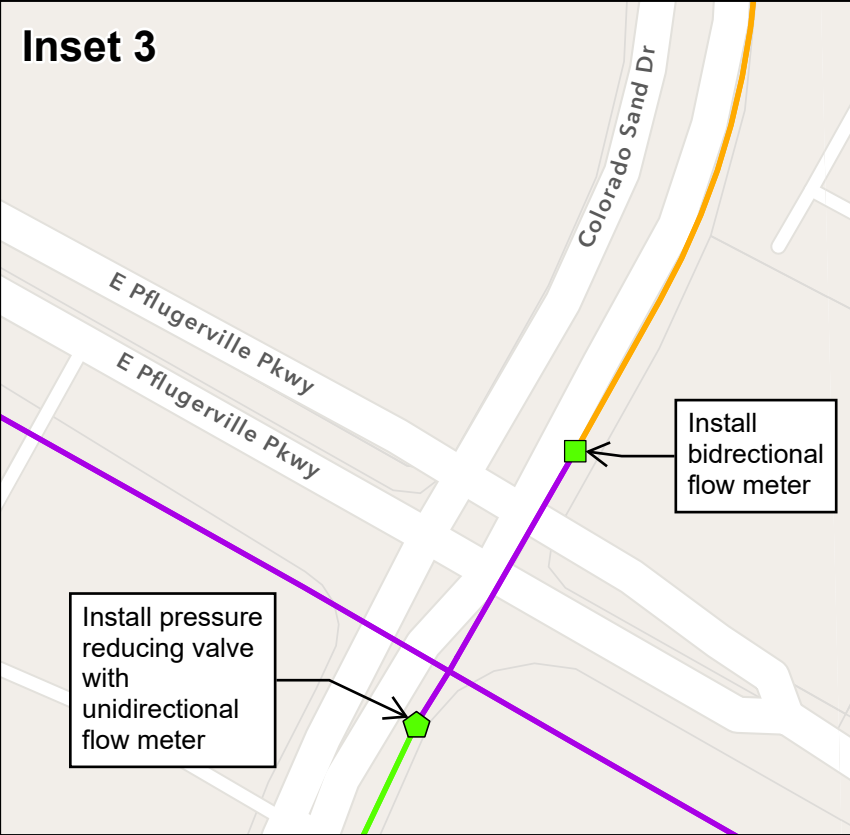 Inset 3
Colorado Sand Dr
E Pflugerville Pkwy
E Pflugerville Pkwy
Install
bidrectional
flow meter
Install pressure
reducing valve
with
unidirectional
flow meter